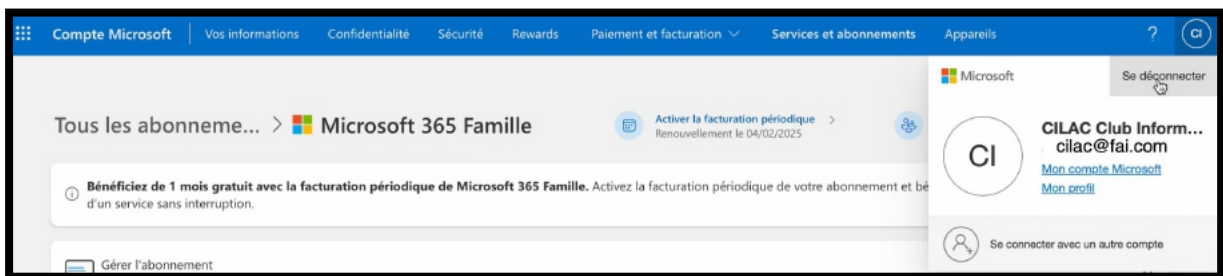 Compte Microsoft Vos informations Confidentialité Sécurité Rewards Paiement et facturation Services et abonnements Appareils ? CI
Microsoft Se déconnecter
Tous les abonneme... > Microsoft 365 Famille
Activer la facturation périodique >
Renouvellement le 04/02/2025
CI
CILAC Club Inform...
cilac@fai.com
Mon compte Microsoft
Mon profil
Bénéficiez de 1 mois gratuit avec la facturation périodique de Microsoft 365 Famille. Activez la facturation périodique de votre abonnement et bé
d'un service sans interruption.
Se connecter avec un autre compte
Gérer l'abonnement